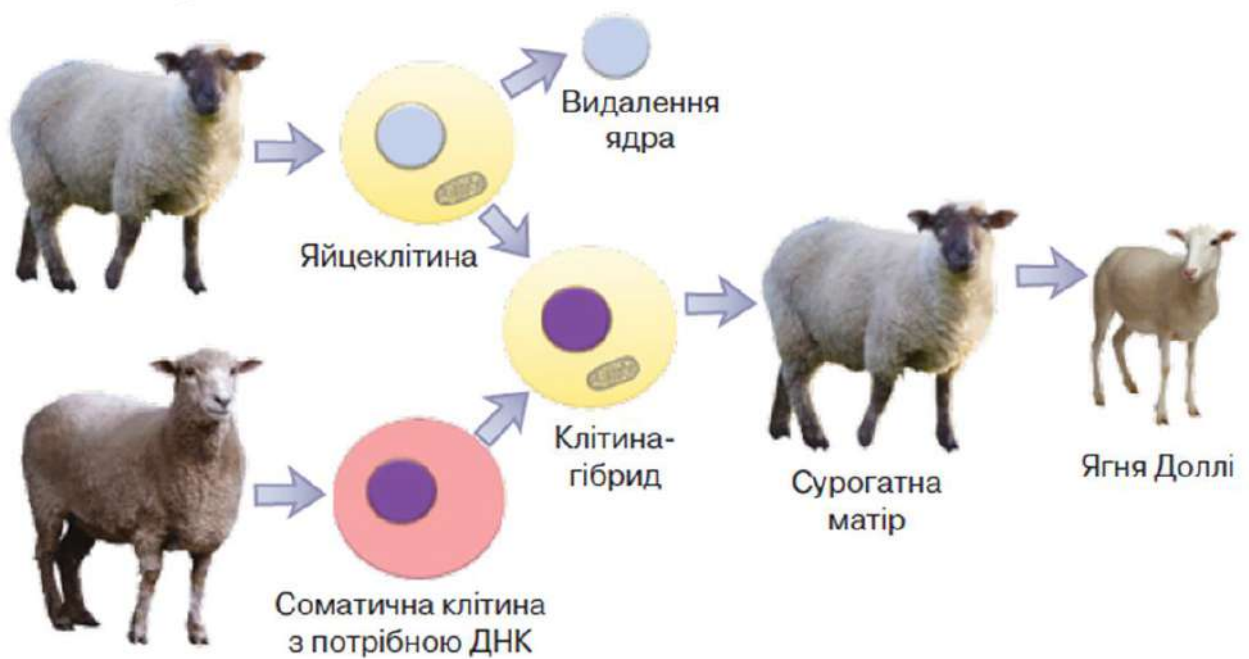 Видалення
ядра
Яйцеклітина
Клітина-
гібрид
Сурогатна
матір
Ягня Доллі
Соматична клітина
з потрібною ДНК